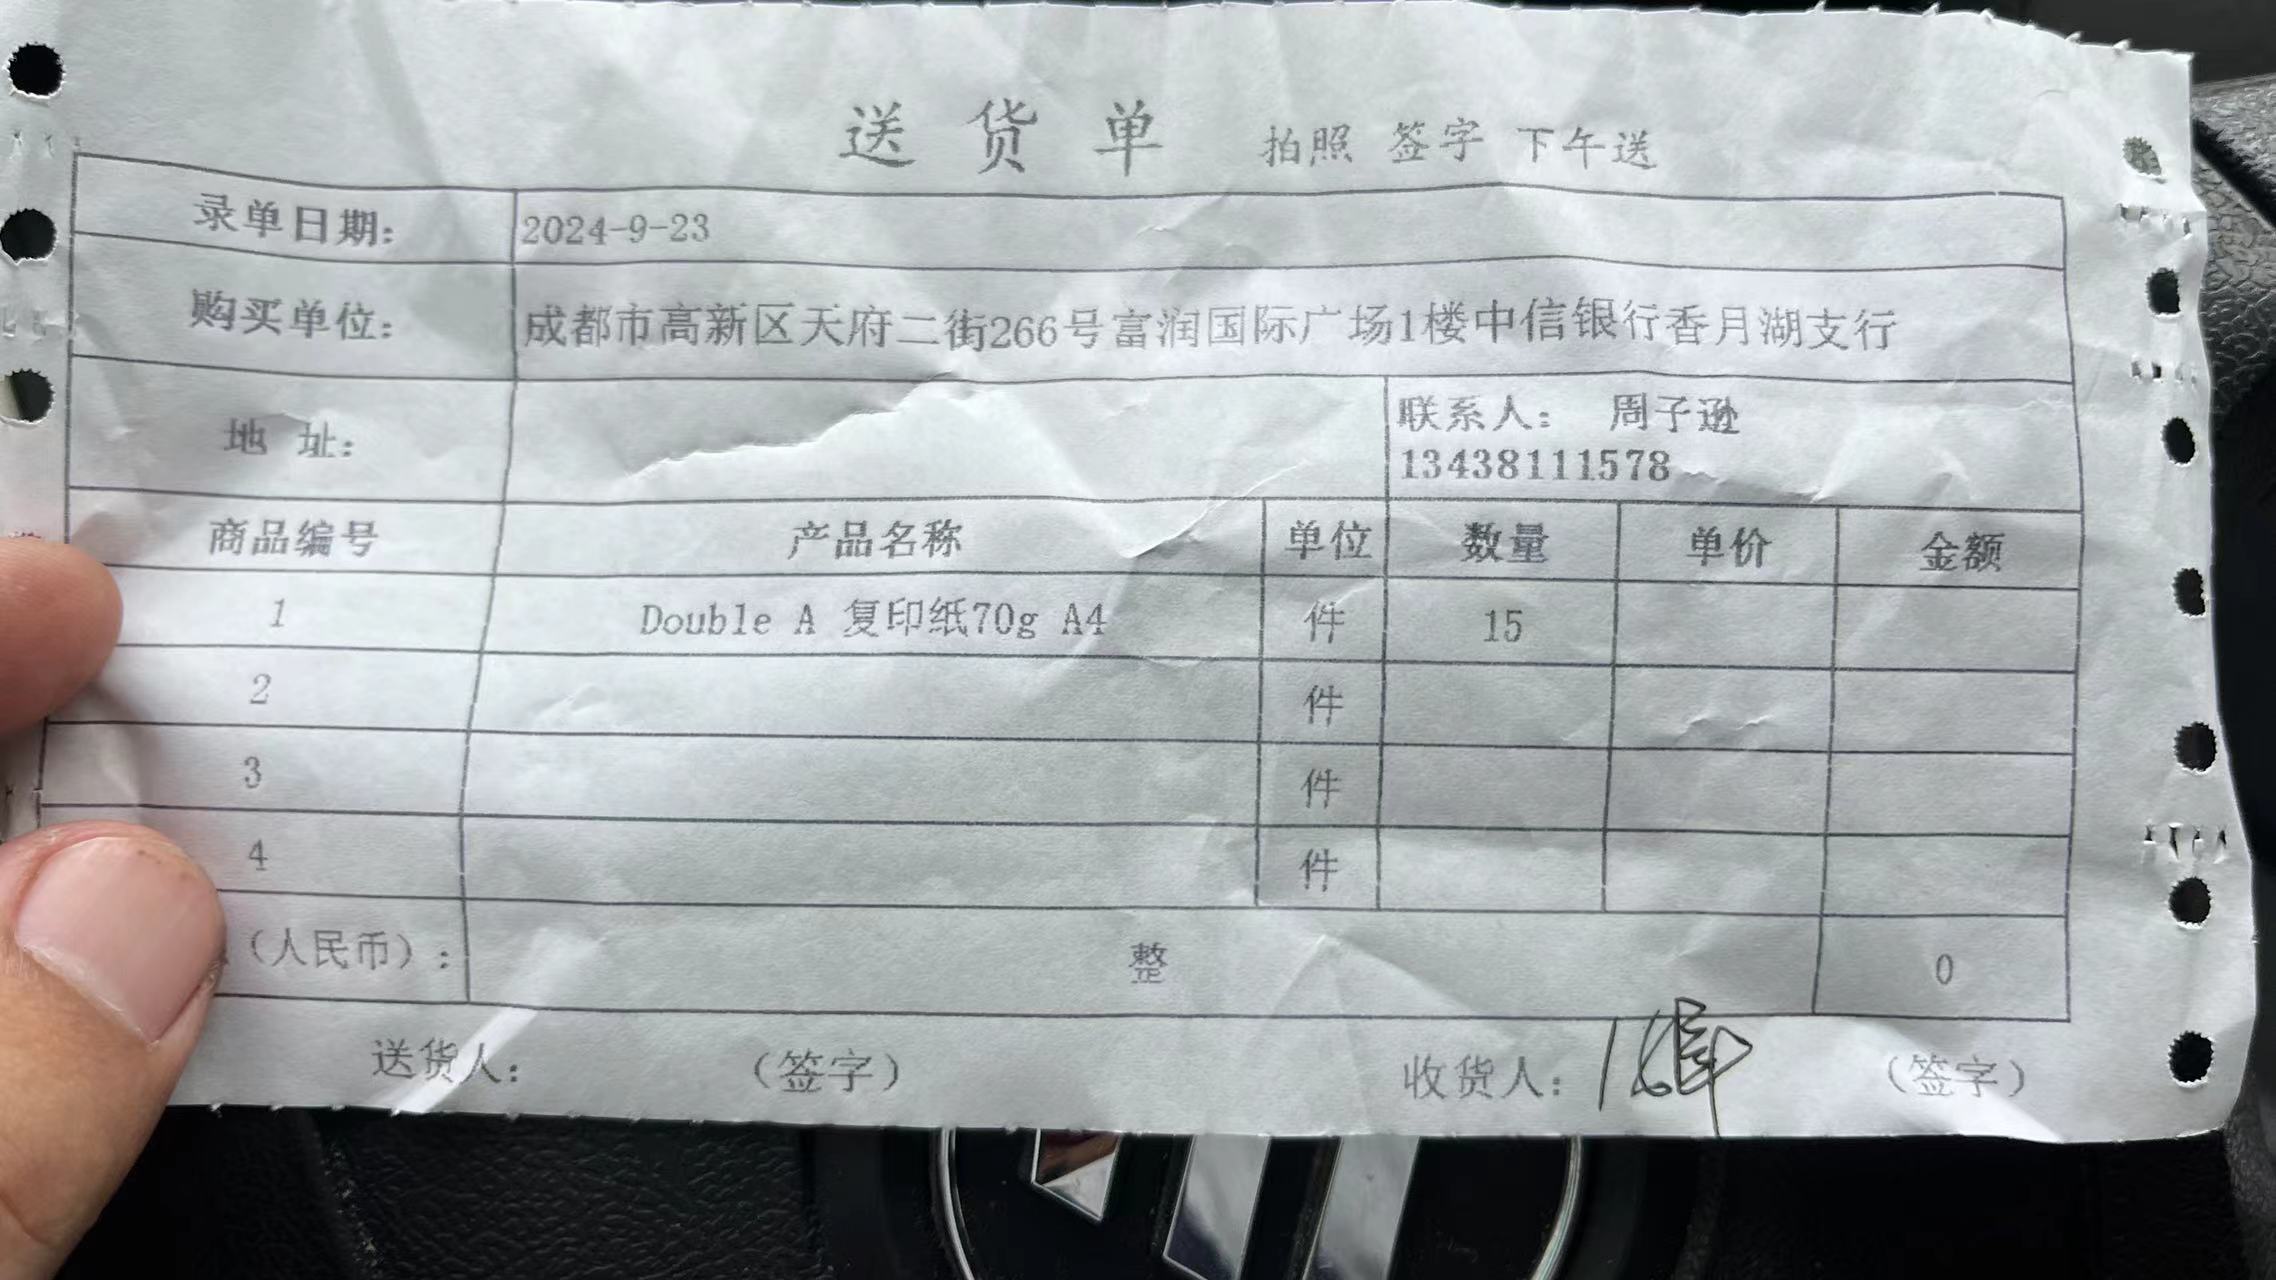 送货单 拍照 签字 下午送
录单日期: 2024-9-23
购买单位: 成都市高新区天府二街266号富润国际广场1楼中信银行香月湖支行
地 址: 联系人: 周子逊
13438111578
商品编号 产品名称 单位 数量 单价 金额
1 Double A 复印纸70g A4 件 15
2 件
3 件
4 件
(人民币): 整 0
送货人: (签字) 收货人: (签字)